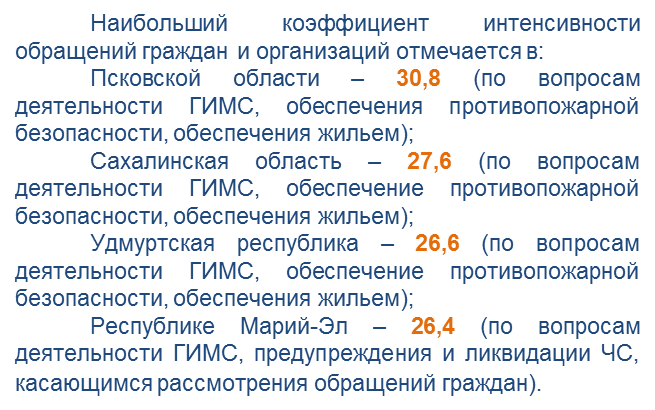 Наибольший коэффициент интенсивности
обращений граждан и организаций отмечается в:
Псковской области – 30,8 (по вопросам
деятельности ГИМС, обеспечения противопожарной
безопасности, обеспечения жильем);
Сахалинская область – 27,6 (по вопросам
деятельности ГИМС, обеспечение противопожарной
безопасности, обеспечения жильем);
Удмуртская республика – 26,6 (по вопросам
деятельности ГИМС, обеспечение противопожарной
безопасности, обеспечения жильем);
Республике Марий-Эл – 26,4 (по вопросам
деятельности ГИМС, предупреждения и ликвидации ЧС,
касающимся рассмотрения обращений граждан).